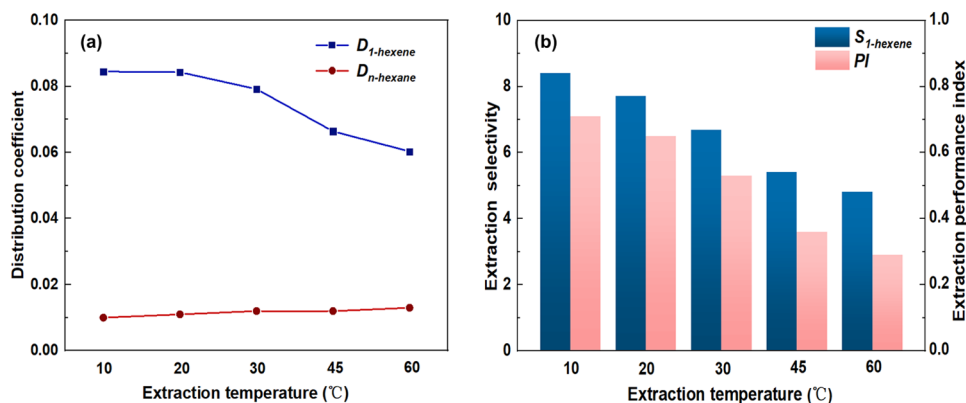 (a)
D1-hexene
Dn-hexane
Distribution coefficient
0.10
0.08
0.06
0.04
0.02
0.00
10 20 30 45 60
Extraction temperature (℃)
(b)
S1-hexene
PI
Extraction selectivity
10
8
6
4
2
0
10 20 30 45 60
Extraction temperature (℃)
1.0
0.8
0.6
0.4
0.2
0.0
Extraction performance index